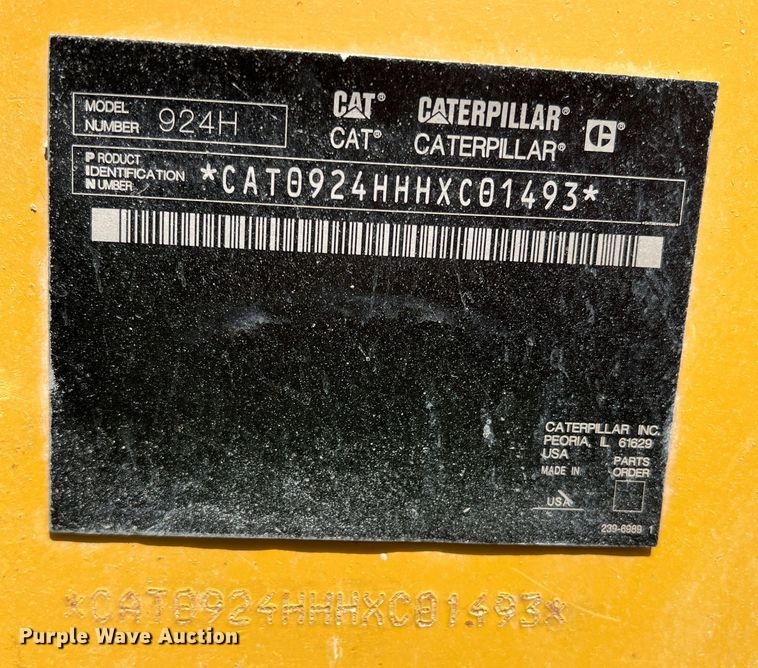 MODEL NUMBER 924H
CAT® CATERPILLAR®
CAT® CATERPILLAR® C®
PRODUCT
IDENTIFICATION
NUMBER
*CAT0924HHHXC01493*
CATERPILLAR INC.
PEORIA, IL 61629
USA
MADE IN
USA
PARTS
ORDER
239-6989 1
*CAT0924HHHXC01493*
Purple Wave Auction